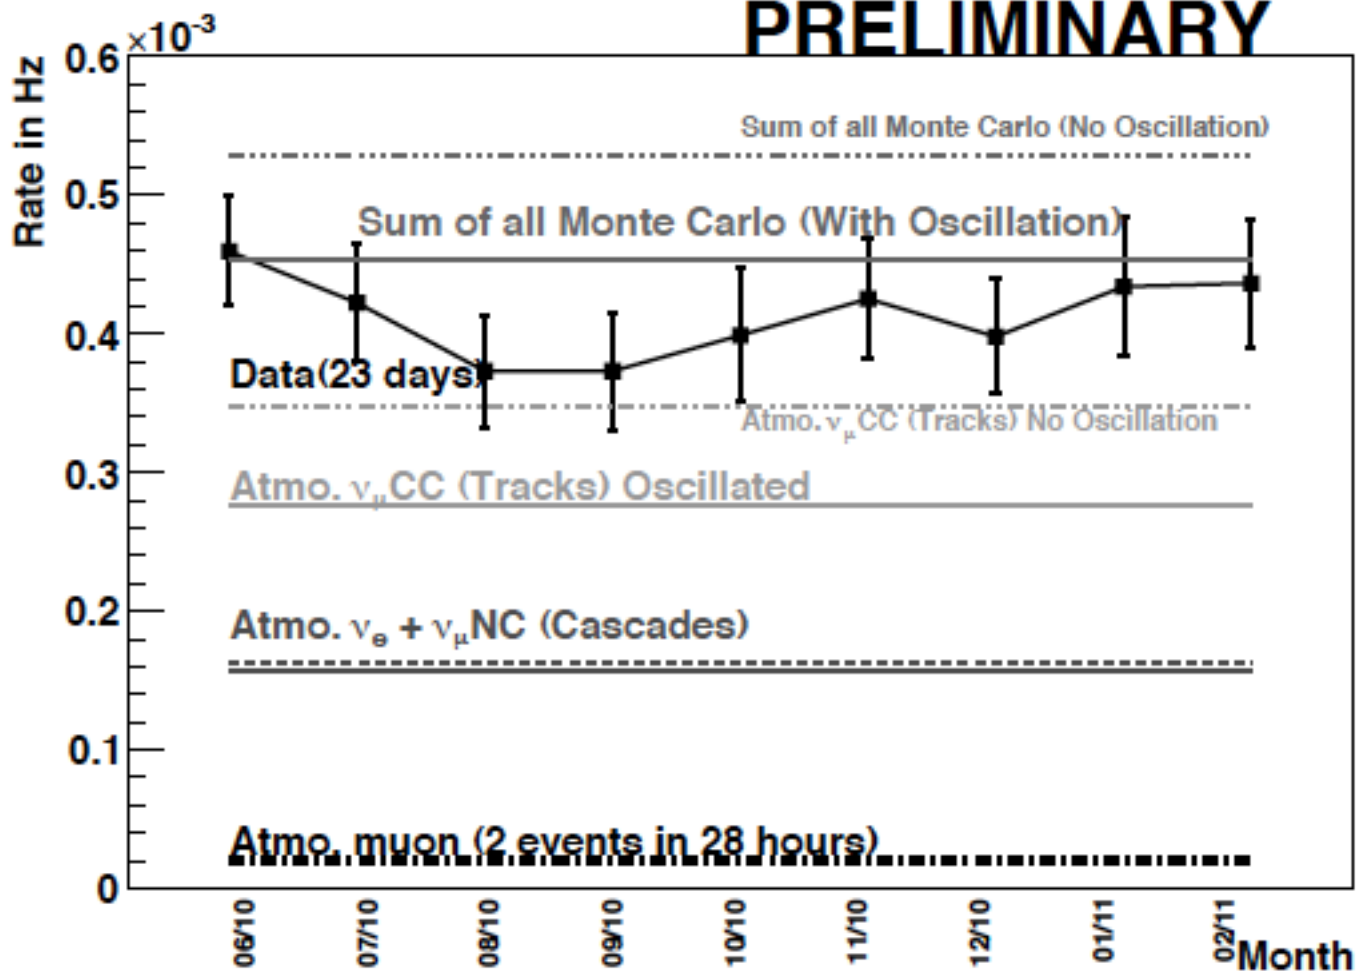 PRELIMINARY
×10⁻³
Rate in Hz
0.6
0.5
0.4
0.3
0.2
0.1
0
Sum of all Monte Carlo (No Oscillation)
Sum of all Monte Carlo (With Oscillation)
Data(23 days)
Atmo. νμCC (Tracks) No Oscillation
Atmo. νμCC (Tracks) Oscillated
Atmo. νe + νμNC (Cascades)
Atmo. muon (2 events in 28 hours)
06/10
07/10
08/10
09/10
10/10
11/10
12/10
01/11
02/11
Month